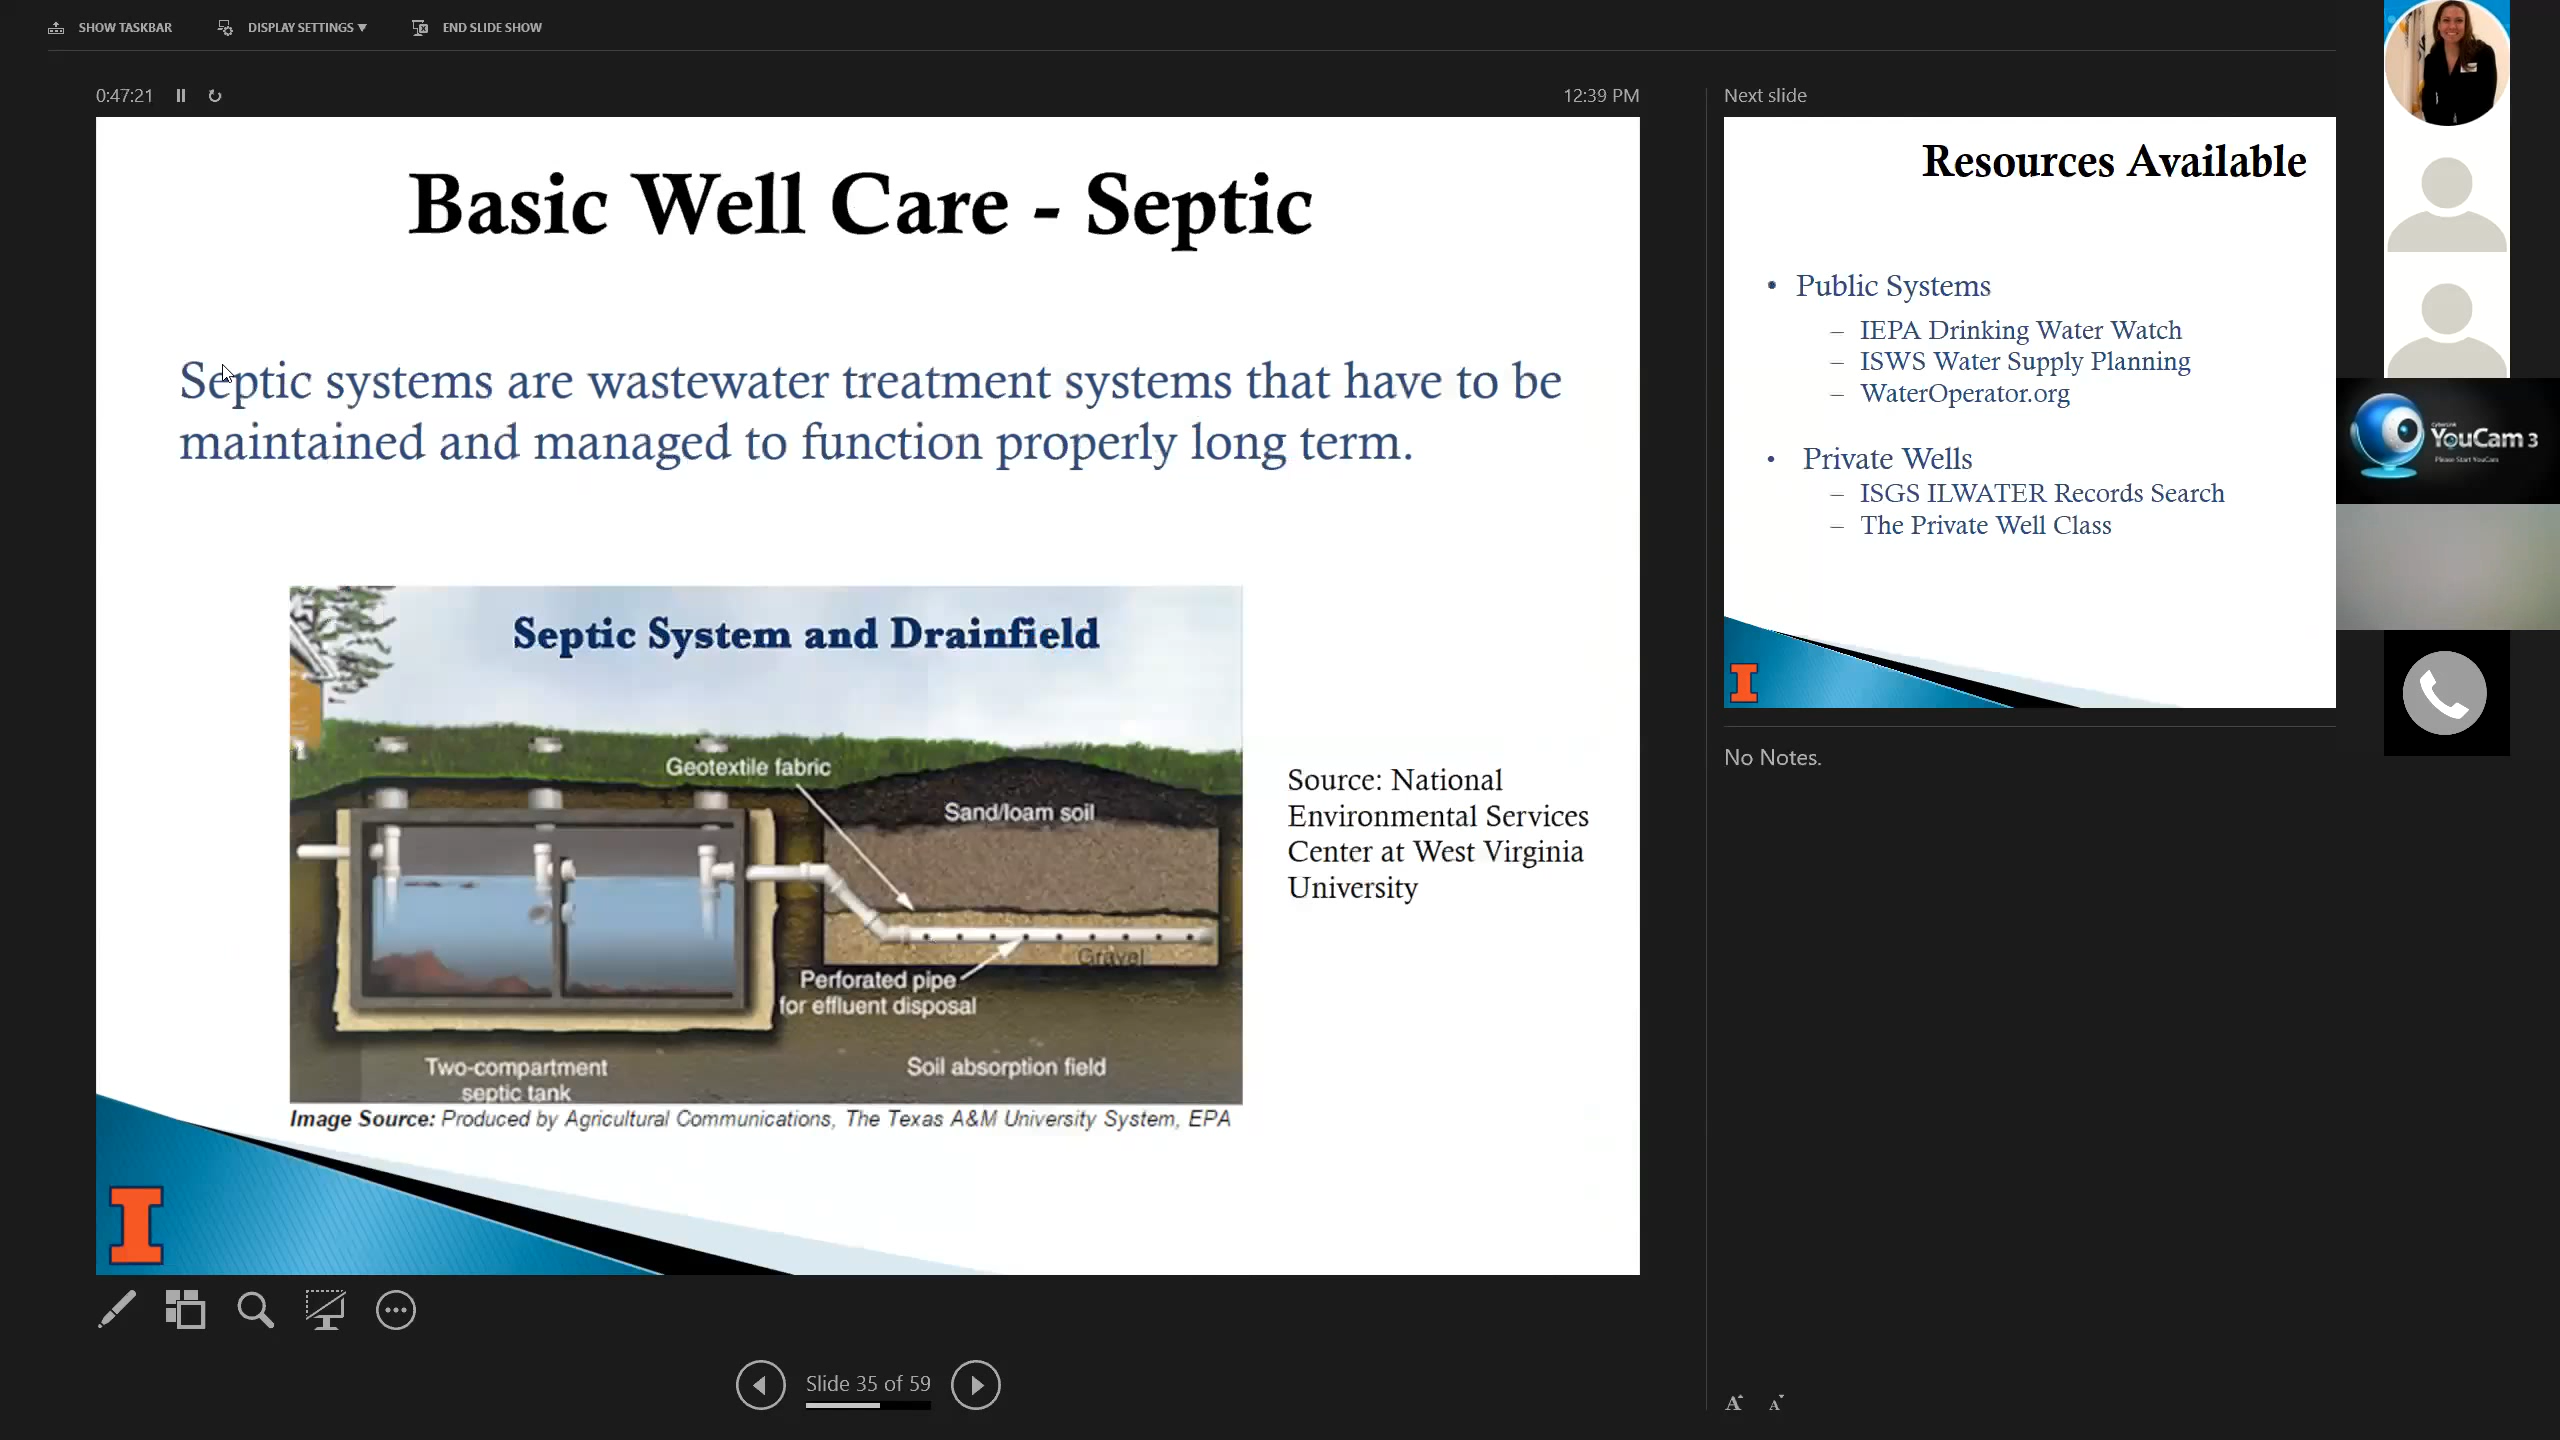 SHOW TASKBAR
DISPLAY SETTINGS ▼
END SLIDE SHOW
0:47:21
12:39 PM
Basic Well Care - Septic
Septic systems are wastewater treatment systems that have to be
maintained and managed to function properly long term.
Septic System and Drainfield
Geotextile fabric
Sand/loam soil
Gravel
Perforated pipe
for effluent disposal
Two-compartment
septic tank
Soil absorption field
Image Source: Produced by Agricultural Communications, The Texas A&M University System, EPA
Source: National
Environmental Services
Center at West Virginia
University
I
Slide 35 of 59
Next slide
Resources Available
• Public Systems
– IEPA Drinking Water Watch
– ISWS Water Supply Planning
– WaterOperator.org
• Private Wells
– ISGS ILWATER Records Search
– The Private Well Class
I
No Notes.
A A
CyberLink
YouCam 3
Please Start YouCam